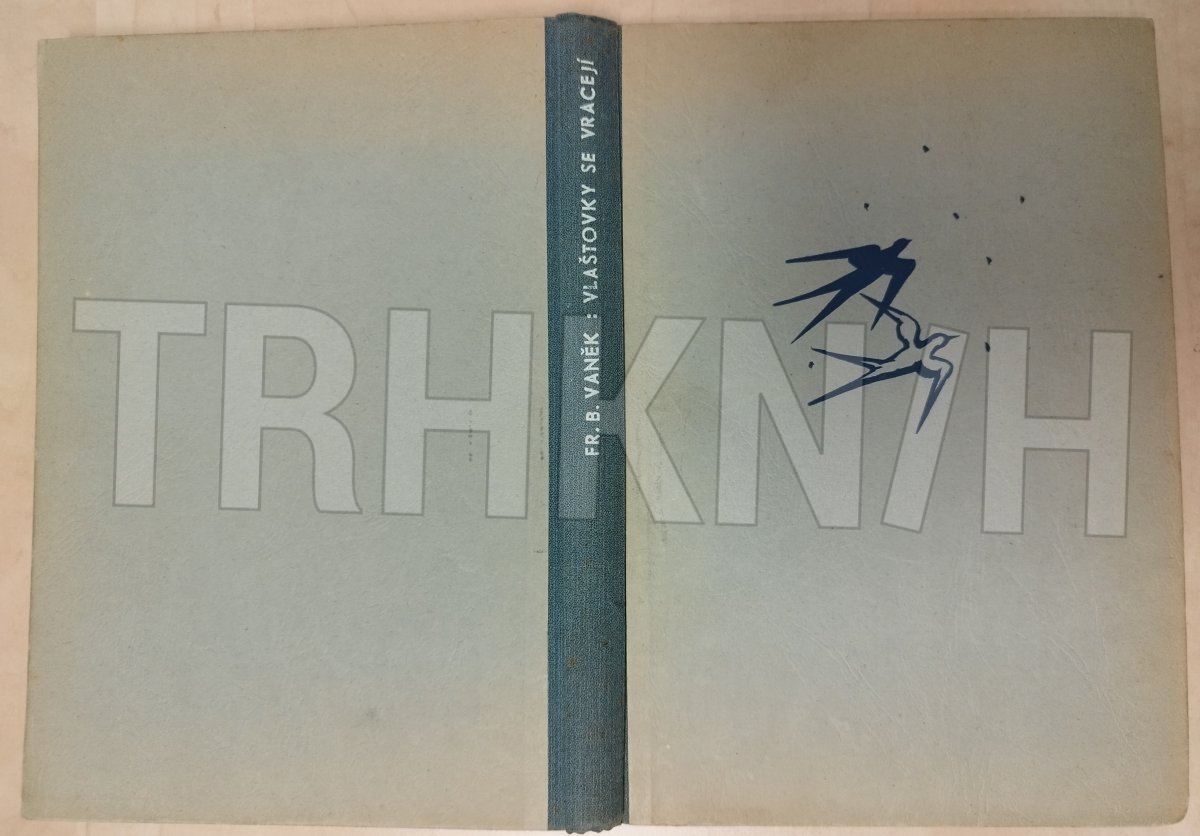 FR. B. VANĚK : VLAŠTOVKY SE VRACEJÍ
TRHKNIH